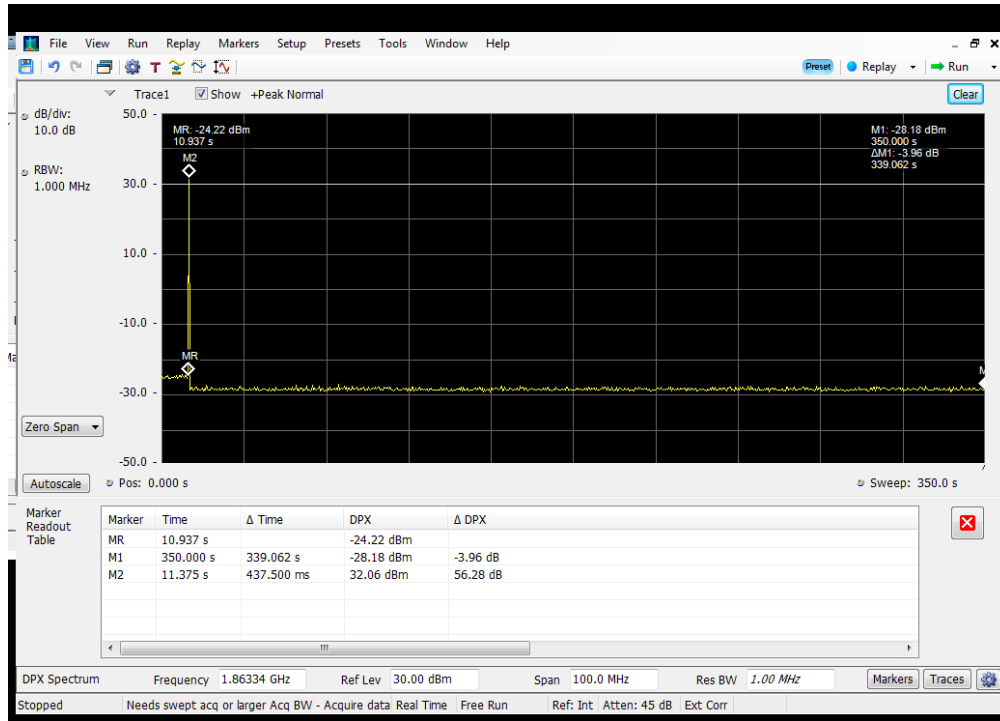 File View Run Replay Markers Setup Presets Tools Window Help
Preset Replay Run
Trace1 Show +Peak Normal Clear
dB/div:
10.0 dB
RBW:
1.000 MHz
50.0
30.0
10.0
-10.0
-30.0
-50.0
MR: -24.22 dBm
10.937 s
M2
MR
M1: -28.18 dBm
350.000 s
ΔM1: -3.96 dB
339.062 s
Zero Span
Autoscale Pos: 0.000 s Sweep: 350.0 s
Marker
Readout
Table
Marker Time Δ Time DPX Δ DPX
MR 10.937 s -24.22 dBm
M1 350.000 s 339.062 s -28.18 dBm -3.96 dB
M2 11.375 s 437.500 ms 32.06 dBm 56.28 dB
DPX Spectrum Frequency 1.86334 GHz Ref Lev 30.00 dBm Span 100.0 MHz Res BW 1.00 MHz Markers Traces
Stopped Needs swept acq or larger Acq BW - Acquire data Real Time Free Run Ref: Int Atten: 45 dB Ext Corr